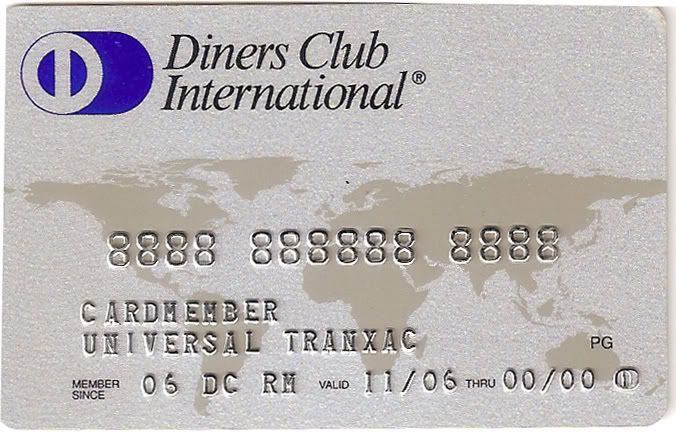 Diners Club
International®
8888 888888 8888
CARDMEMBER
UNIVERSAL TRANXAC
PG
MEMBER SINCE 06 DC RM VALID 11/06 THRU 00/00